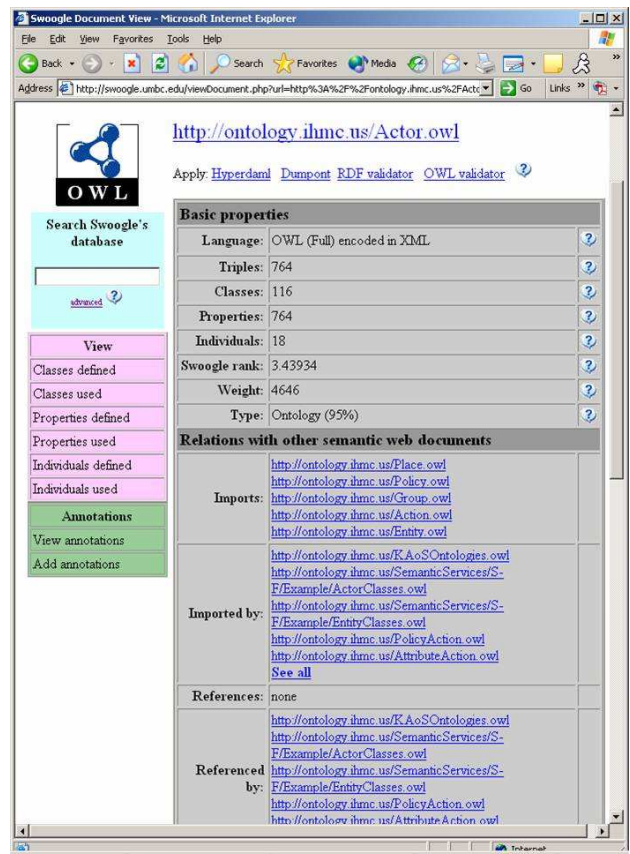 Swoogle Document View - Microsoft Internet Explorer
File Edit View Favorites Tools Help
Back Search Favorites Media »
Address http://swoogle.umbc.edu/viewDocument.php?url=http%3A%2F%2Fontology.ihmc.us%2FActo Go Links »
http://ontology.ihmc.us/Actor.owl
Apply: Hyperdaml Dumpont RDF validator OWL validator ?
OWL
Search Swoogle's
database
advanced ?
View
Classes defined
Classes used
Properties defined
Properties used
Individuals defined
Individuals used
Annotations
View annotations
Add annotations
Basic properties
Language: OWL (Full) encoded in XML ?
Triples: 764 ?
Classes: 116 ?
Properties: 764 ?
Individuals: 18 ?
Swoogle rank: 3.43934 ?
Weight: 4646 ?
Type: Ontology (95%) ?
Relations with other semantic web documents
Imports:
http://ontology.ihmc.us/Place.owl
http://ontology.ihmc.us/Policy.owl
http://ontology.ihmc.us/Group.owl
http://ontology.ihmc.us/Action.owl
http://ontology.ihmc.us/Entity.owl
Imported by:
http://ontology.ihmc.us/KAoSOntologies.owl
http://ontology.ihmc.us/SemanticServices/S-
F/Example/ActorClasses.owl
http://ontology.ihmc.us/SemanticServices/S-
F/Example/EntityClasses.owl
http://ontology.ihmc.us/PolicyAction.owl
http://ontology.ihmc.us/AttributeAction.owl
See all
References: none
Referenced
by:
http://ontology.ihmc.us/KAoSOntologies.owl
http://ontology.ihmc.us/SemanticServices/S-
F/Example/ActorClasses.owl
http://ontology.ihmc.us/SemanticServices/S-
F/Example/EntityClasses.owl
http://ontology.ihmc.us/PolicyAction.owl
http://ontology.ihmc.us/AttributeAction.owl
Internet